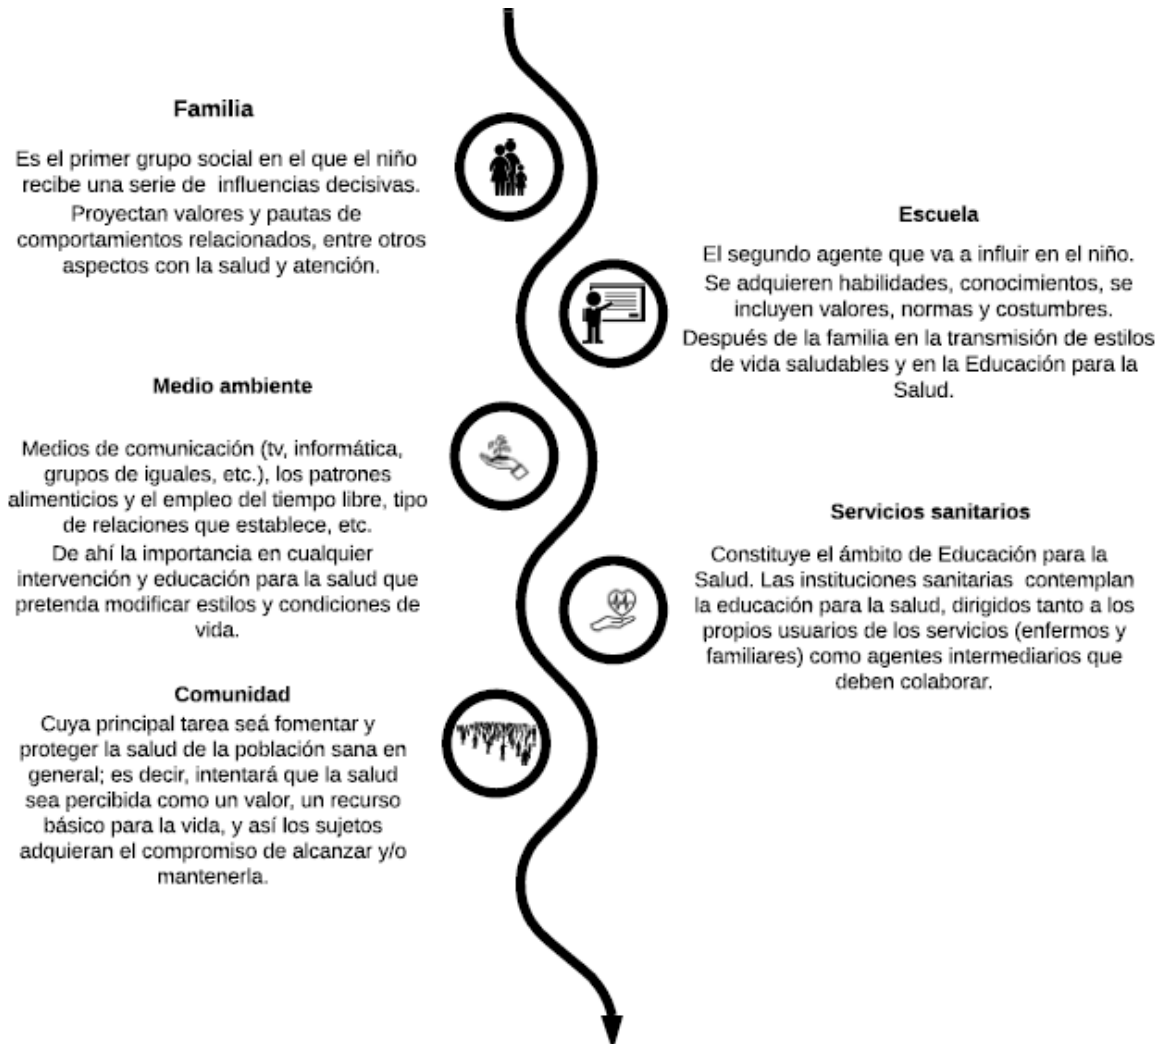 Familia
Es el primer grupo social en el que el niño
recibe una serie de influencias decisivas.
Proyectan valores y pautas de
comportamientos relacionados, entre otros
aspectos con la salud y atención.
Escuela
El segundo agente que va a influir en el niño.
Se adquieren habilidades, conocimientos, se
incluyen valores, normas y costumbres.
Después de la familia en la transmisión de estilos
de vida saludables y en la Educación para la
Salud.
Medio ambiente
Medios de comunicación (tv, informática,
grupos de iguales, etc.), los patrones
alimenticios y el empleo del tiempo libre, tipo
de relaciones que establece, etc.
De ahí la importancia en cualquier
intervención y educación para la salud que
pretenda modificar estilos y condiciones de
vida.
Servicios sanitarios
Constituye el ámbito de Educación para la
Salud. Las instituciones sanitarias contemplan
la educación para la salud, dirigidos tanto a los
propios usuarios de los servicios (enfermos y
familiares) como agentes intermediarios que
deben colaborar.
Comunidad
Cuya principal tarea seá fomentar y
proteger la salud de la población sana en
general; es decir, intentará que la salud
sea percibida como un valor, un recurso
básico para la vida, y así los sujetos
adquieran el compromiso de alcanzar y/o
mantenerla.